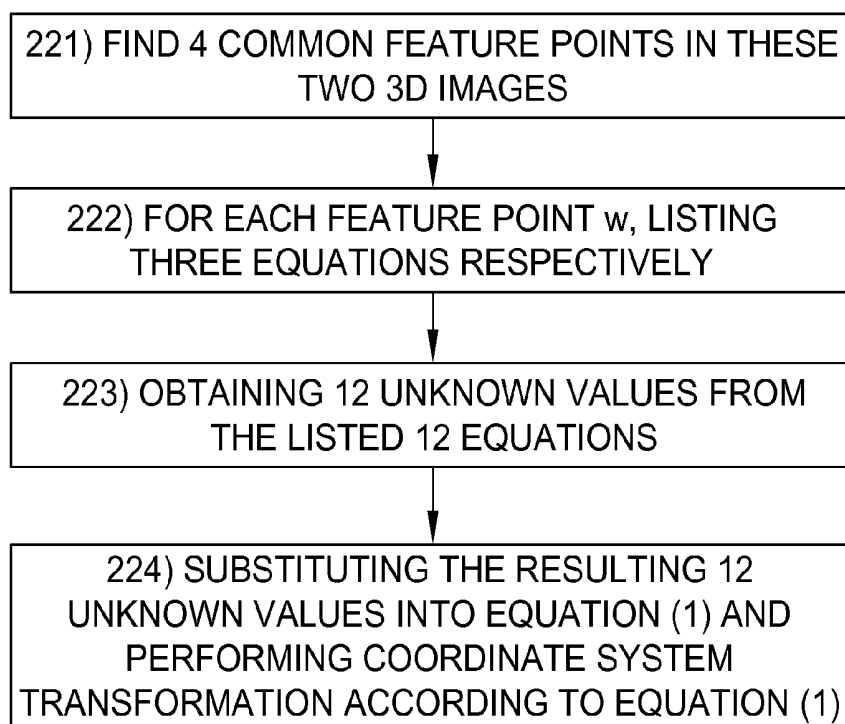 221) FIND 4 COMMON FEATURE POINTS IN THESE
TWO 3D IMAGES
222) FOR EACH FEATURE POINT w, LISTING
THREE EQUATIONS RESPECTIVELY
223) OBTAINING 12 UNKNOWN VALUES FROM
THE LISTED 12 EQUATIONS
224) SUBSTITUTING THE RESULTING 12
UNKNOWN VALUES INTO EQUATION (1) AND
PERFORMING COORDINATE SYSTEM
TRANSFORMATION ACCORDING TO EQUATION (1)